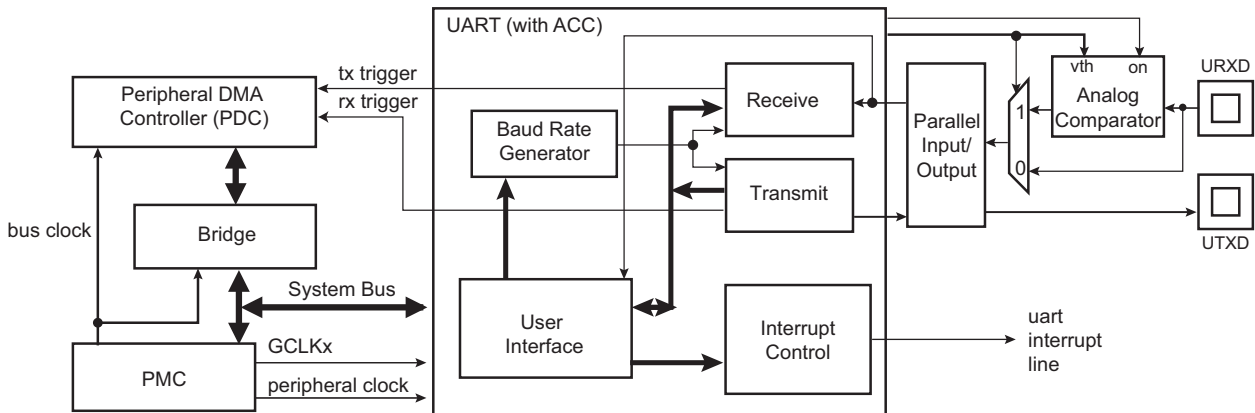 UART (with ACC)
tx trigger
rx trigger
Peripheral DMA
Controller (PDC)
Receive
Baud Rate
Generator
Transmit
Parallel
Input/
Output
1
0
vth
on
Analog
Comparator
URXD
UTXD
bus clock
Bridge
System Bus
GCLKx
PMC
peripheral clock
User
Interface
Interrupt
Control
uart
interrupt
line